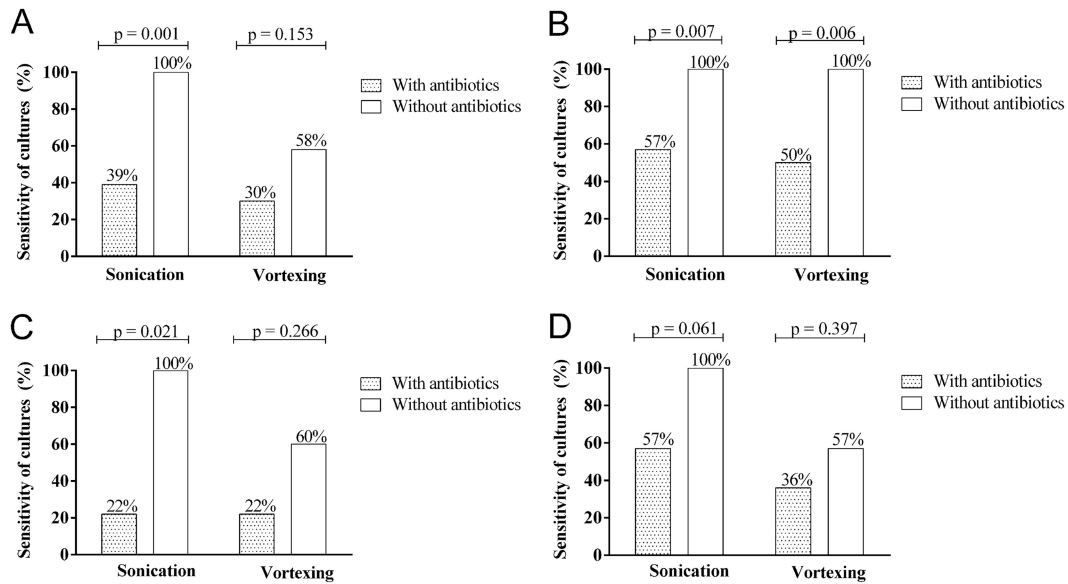 A
p = 0.001
p = 0.153
100%
39%
30%
58%
Sensitivity of cultures (%)
100
80
60
40
20
0
Sonication
Vortexing
With antibiotics
Without antibiotics
B
p = 0.007
p = 0.006
100%
100%
57%
50%
Sensitivity of cultures (%)
100
80
60
40
20
0
Sonication
Vortexing
With antibiotics
Without antibiotics
C
p = 0.021
p = 0.266
100%
60%
22%
22%
Sensitivity of cultures (%)
100
80
60
40
20
0
Sonication
Vortexing
With antibiotics
Without antibiotics
D
p = 0.061
p = 0.397
100%
57%
36%
57%
Sensitivity of cultures (%)
100
80
60
40
20
0
Sonication
Vortexing
With antibiotics
Without antibiotics